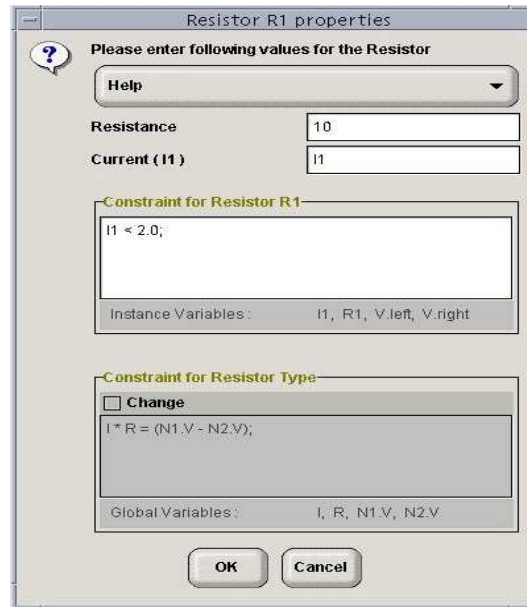 Resistor R1 properties
Please enter following values for the Resistor
Help
Resistance 10
Current ( I1 ) I1
Constraint for Resistor R1
I1 < 2.0;
Instance Variables : I1, R1, V.left, V.right
Constraint for Resistor Type
Change
I * R = (N1.V - N2.V);
Global Variables : I, R, N1.V, N2.V
OK Cancel